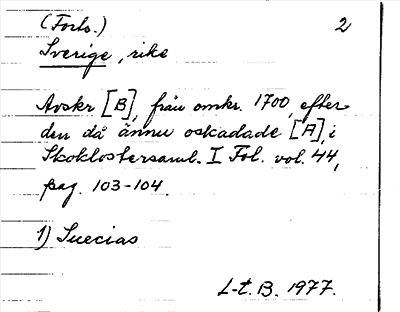 (Forts.) 2
Sverige, rike
Avskr [B], från omkr. 1700, efter
den då ännu oskadade [A], i
Skoklostersaml. I Fol. vol. 44,
pag. 103-104.
1) Suecias
L-t. B. 1977.